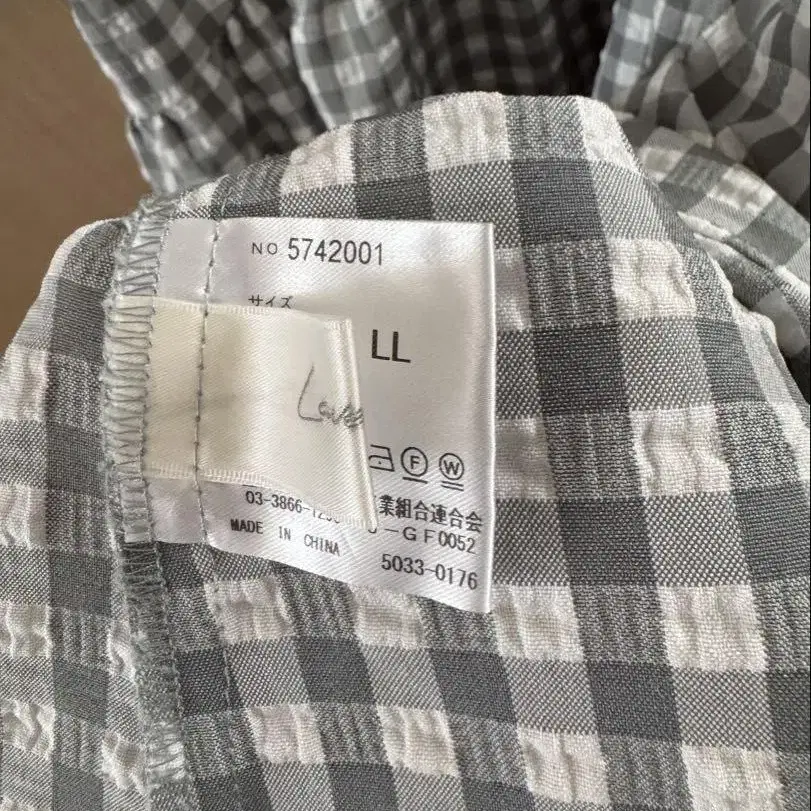 NO 5742001
サイズ
LL
Love
F W
03-3866-12
業組合連合会
-GF0052
MADE IN CHINA
5033-0176